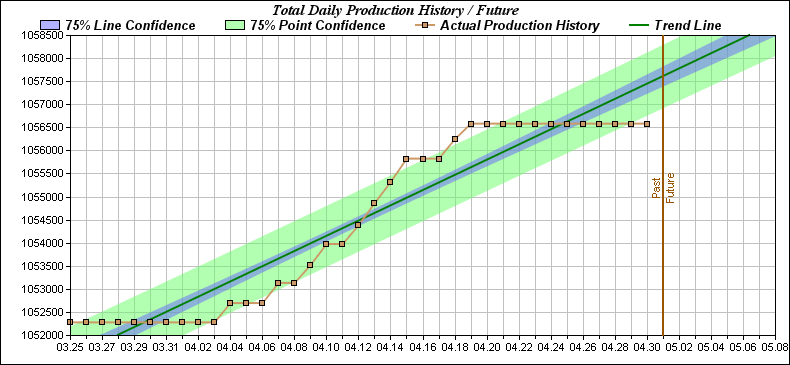 Total Daily Production History / Future
75% Line Confidence 75% Point Confidence Actual Production History Trend Line
1058500
1058000
1057500
1057000
1056500
1056000
1055500
1055000
1054500
1054000
1053500
1053000
1052500
1052000
Past
Future
03.25 03.27 03.29 03.31 04.02 04.04 04.06 04.08 04.10 04.12 04.14 04.16 04.18 04.20 04.22 04.24 04.26 04.28 04.30 05.02 05.04 05.06 05.08